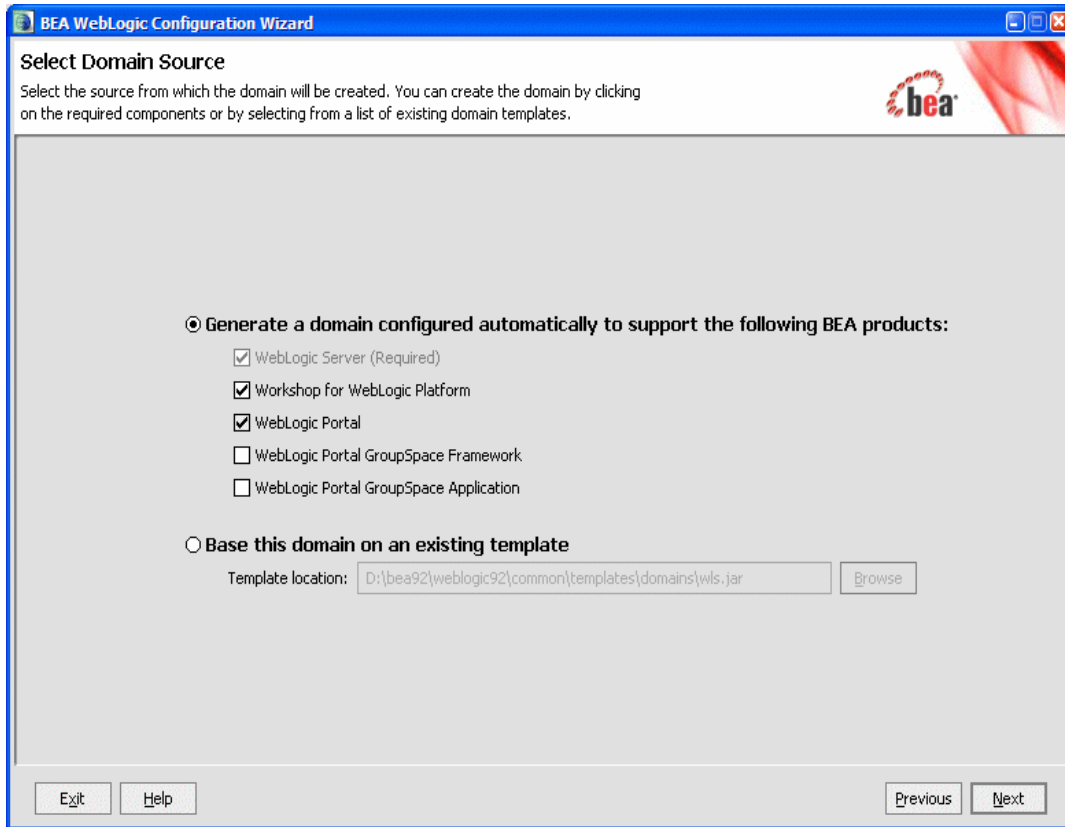 BEA WebLogic Configuration Wizard
Select Domain Source
Select the source from which the domain will be created. You can create the domain by clicking
on the required components or by selecting from a list of existing domain templates.
bea
Generate a domain configured automatically to support the following BEA products:
WebLogic Server (Required)
Workshop for WebLogic Platform
WebLogic Portal
WebLogic Portal GroupSpace Framework
WebLogic Portal GroupSpace Application
Base this domain on an existing template
Template location: D:\bea92\weblogic92\common\templates\domains\wls.jar Browse
Exit Help Previous Next